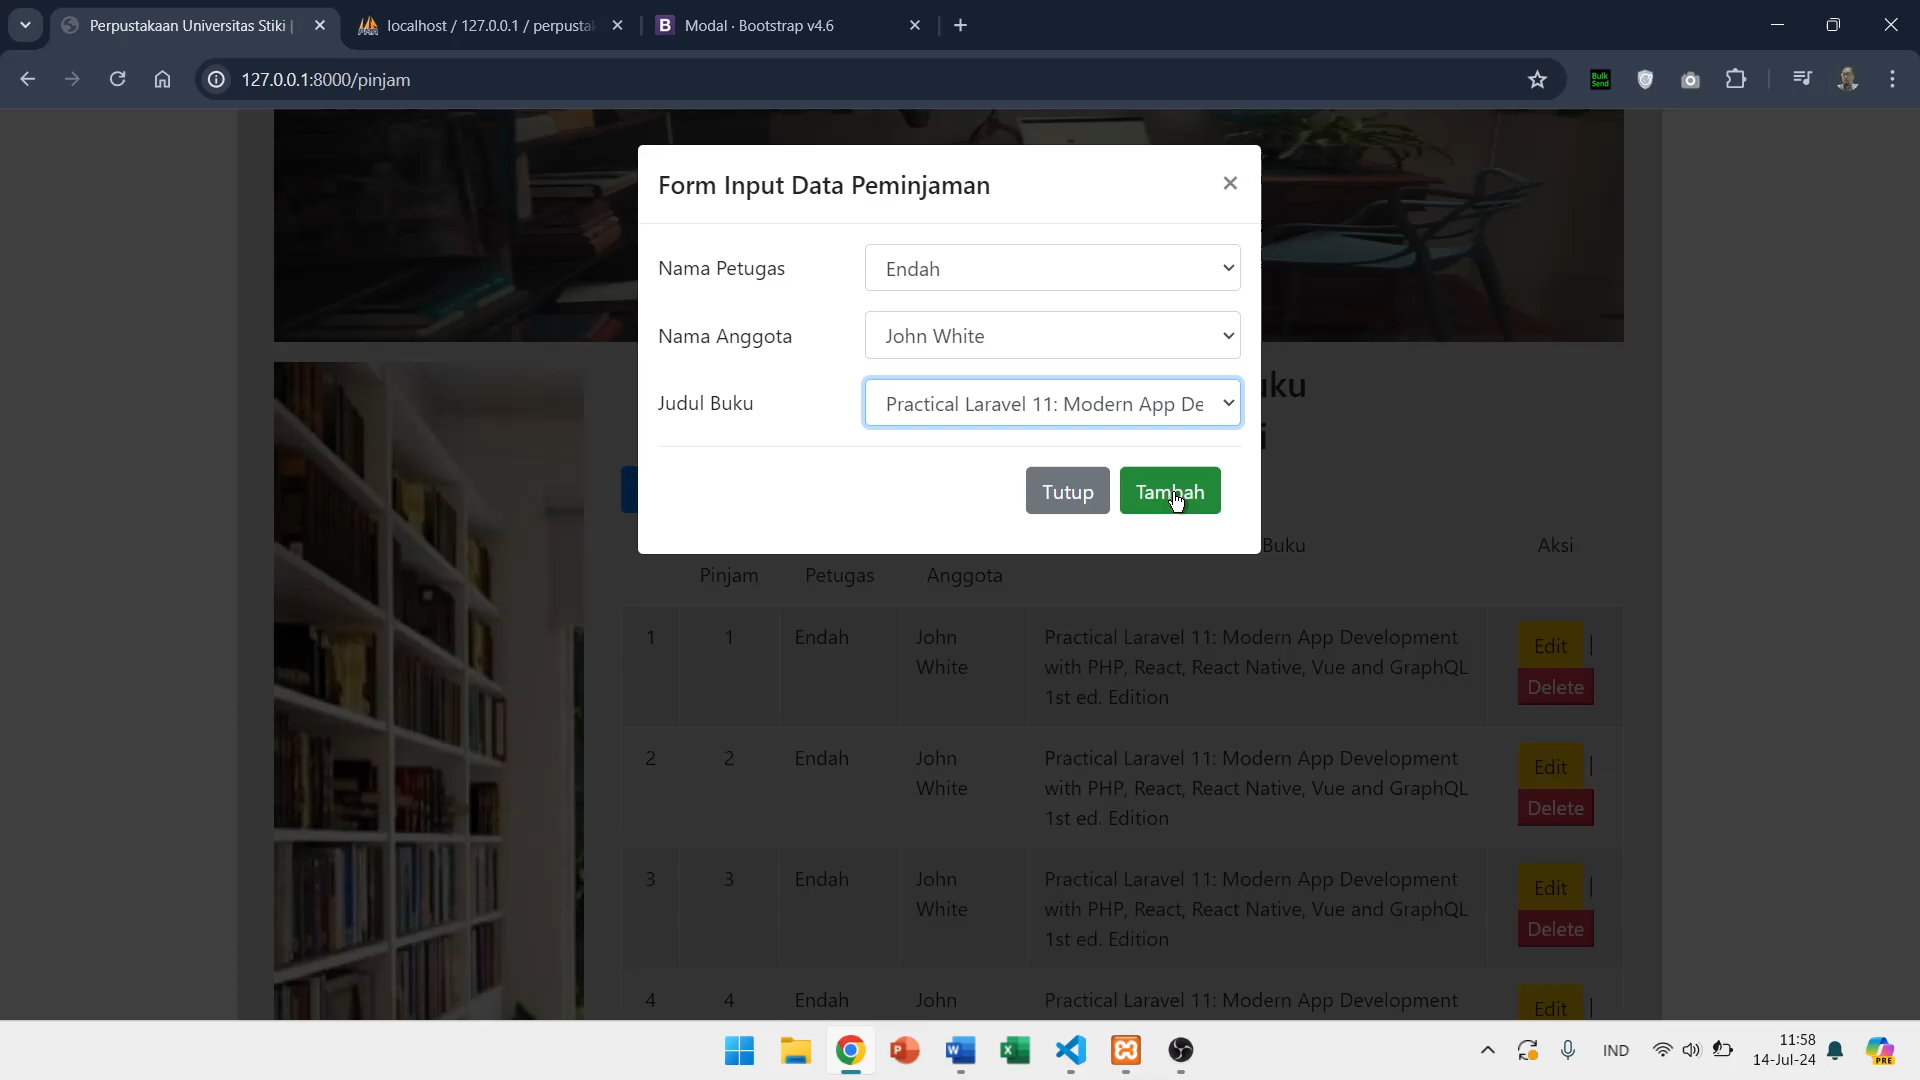 Perpustakaan Universitas Stiki |
localhost / 127.0.0.1 / perpusta
Modal · Bootstrap v4.6
127.0.0.1:8000/pinjam
Bulk
Send
Form Input Data Peminjaman
Nama Petugas
Endah
Nama Anggota
John White
Judul Buku
Practical Laravel 11: Modern App De
Tutup
Tambah
Buku
Aksi
Pinjam
Petugas
Anggota
1 1 Endah John Practical Laravel 11: Modern App Development Edit |
White with PHP, React, React Native, Vue and GraphQL Delete
1st ed. Edition
2 2 Endah John Practical Laravel 11: Modern App Development Edit |
White with PHP, React, React Native, Vue and GraphQL Delete
1st ed. Edition
3 3 Endah John Practical Laravel 11: Modern App Development Edit |
White with PHP, React, React Native, Vue and GraphQL Delete
1st ed. Edition
4 4 Endah John Practical Laravel 11: Modern App Development Edit |
IND
11:58
14-Jul-24
PRE